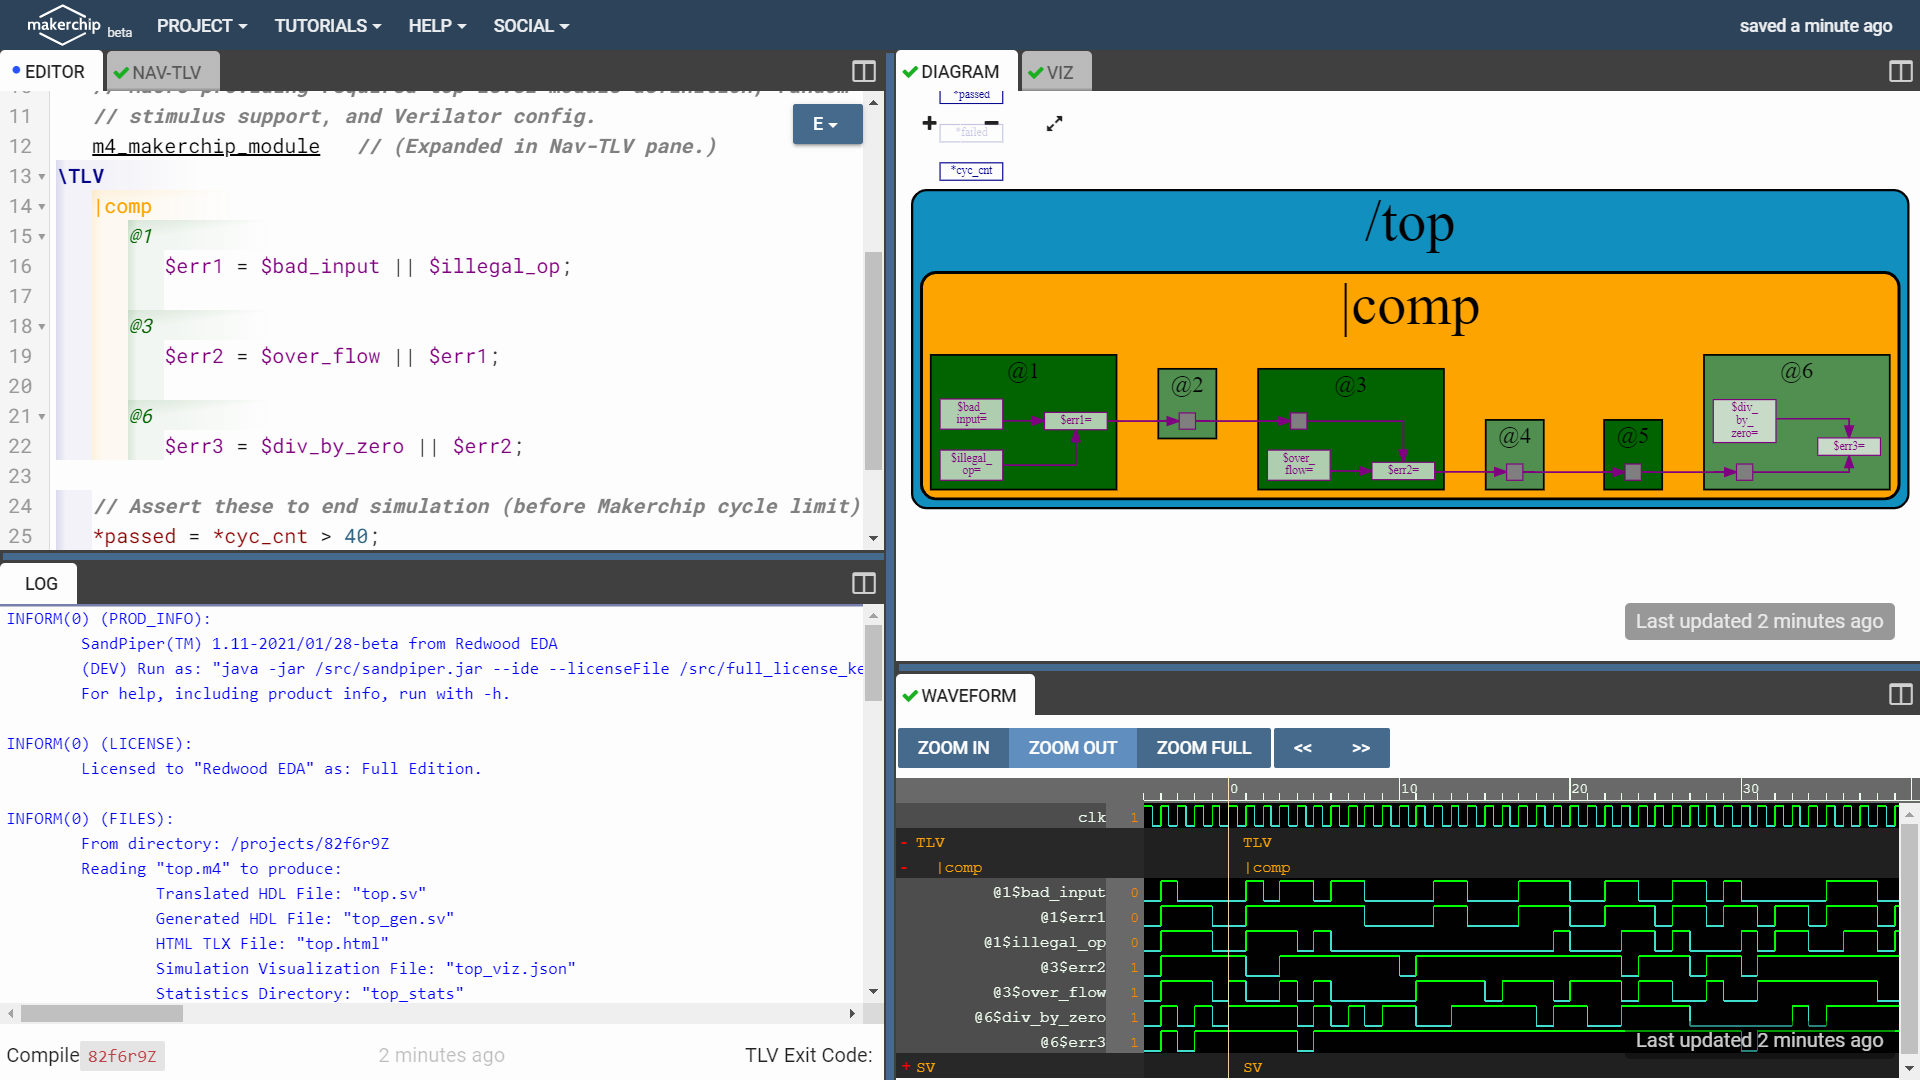 makerchip beta PROJECT TUTORIALS HELP SOCIAL saved a minute ago
EDITOR NAV-TLV
11 // stimulus support, and Verilator config.
12 m4_makerchip_module // (Expanded in Nav-TLV pane.)
13 \TLV
14 |comp
15 @1
16 $err1 = $bad_input || $illegal_op;
17
18 @3
19 $err2 = $over_flow || $err1;
20
21 @6
22 $err3 = $div_by_zero || $err2;
23
24 // Assert these to end simulation (before Makerchip cycle limit)
25 *passed = *cyc_cnt > 40;
E
LOG
INFORM(0) (PROD_INFO):
SandPiper(TM) 1.11-2021/01/28-beta from Redwood EDA
(DEV) Run as: "java -jar /src/sandpiper.jar --ide --licenseFile /src/full_license_ke
For help, including product info, run with -h.
INFORM(0) (LICENSE):
Licensed to "Redwood EDA" as: Full Edition.
INFORM(0) (FILES):
From directory: /projects/82f6r9Z
Reading "top.m4" to produce:
Translated HDL File: "top.sv"
Generated HDL File: "top_gen.sv"
HTML TLX File: "top.html"
Simulation Visualization File: "top_viz.json"
Statistics Directory: "top_stats"
Compile 82f6r9Z 2 minutes ago TLV Exit Code:
DIAGRAM VIZ
*passed
*failed
*cyc_cnt
/top
|comp
@1
$bad_
input=
$err1=
$illegal_
op=
@2
@3
$over_
flow=
$err2=
@4
@5
@6
$div_
by_
zero=
$err3=
Last updated 2 minutes ago
WAVEFORM
ZOOM IN ZOOM OUT ZOOM FULL << >>
0 10 20 30
clk 1
- TLV TLV
- |comp |comp
@1$bad_input 0
@1$err1 0
@1$illegal_op 0
@3$err2 1
@3$over_flow 1
@6$div_by_zero 1
@6$err3 1
Last updated 2 minutes ago
+ SV SV